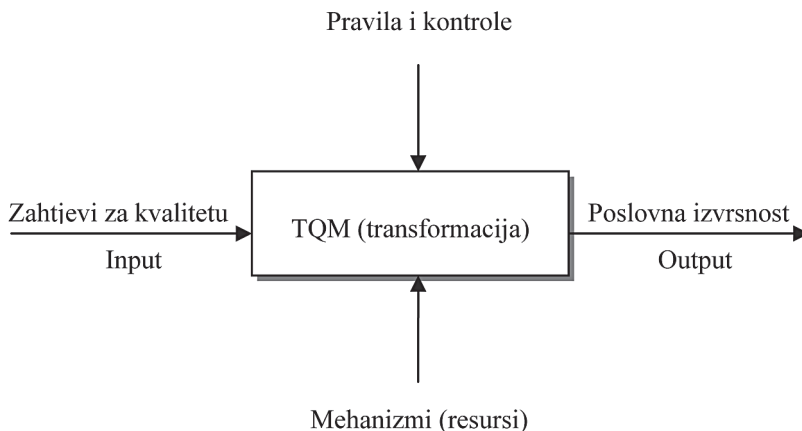 Pravila i kontrole
Zahtjevi za kvalitetu
Input
TQM (transformacija)
Poslovna izvrsnost
Output
Mehanizmi (resursi)